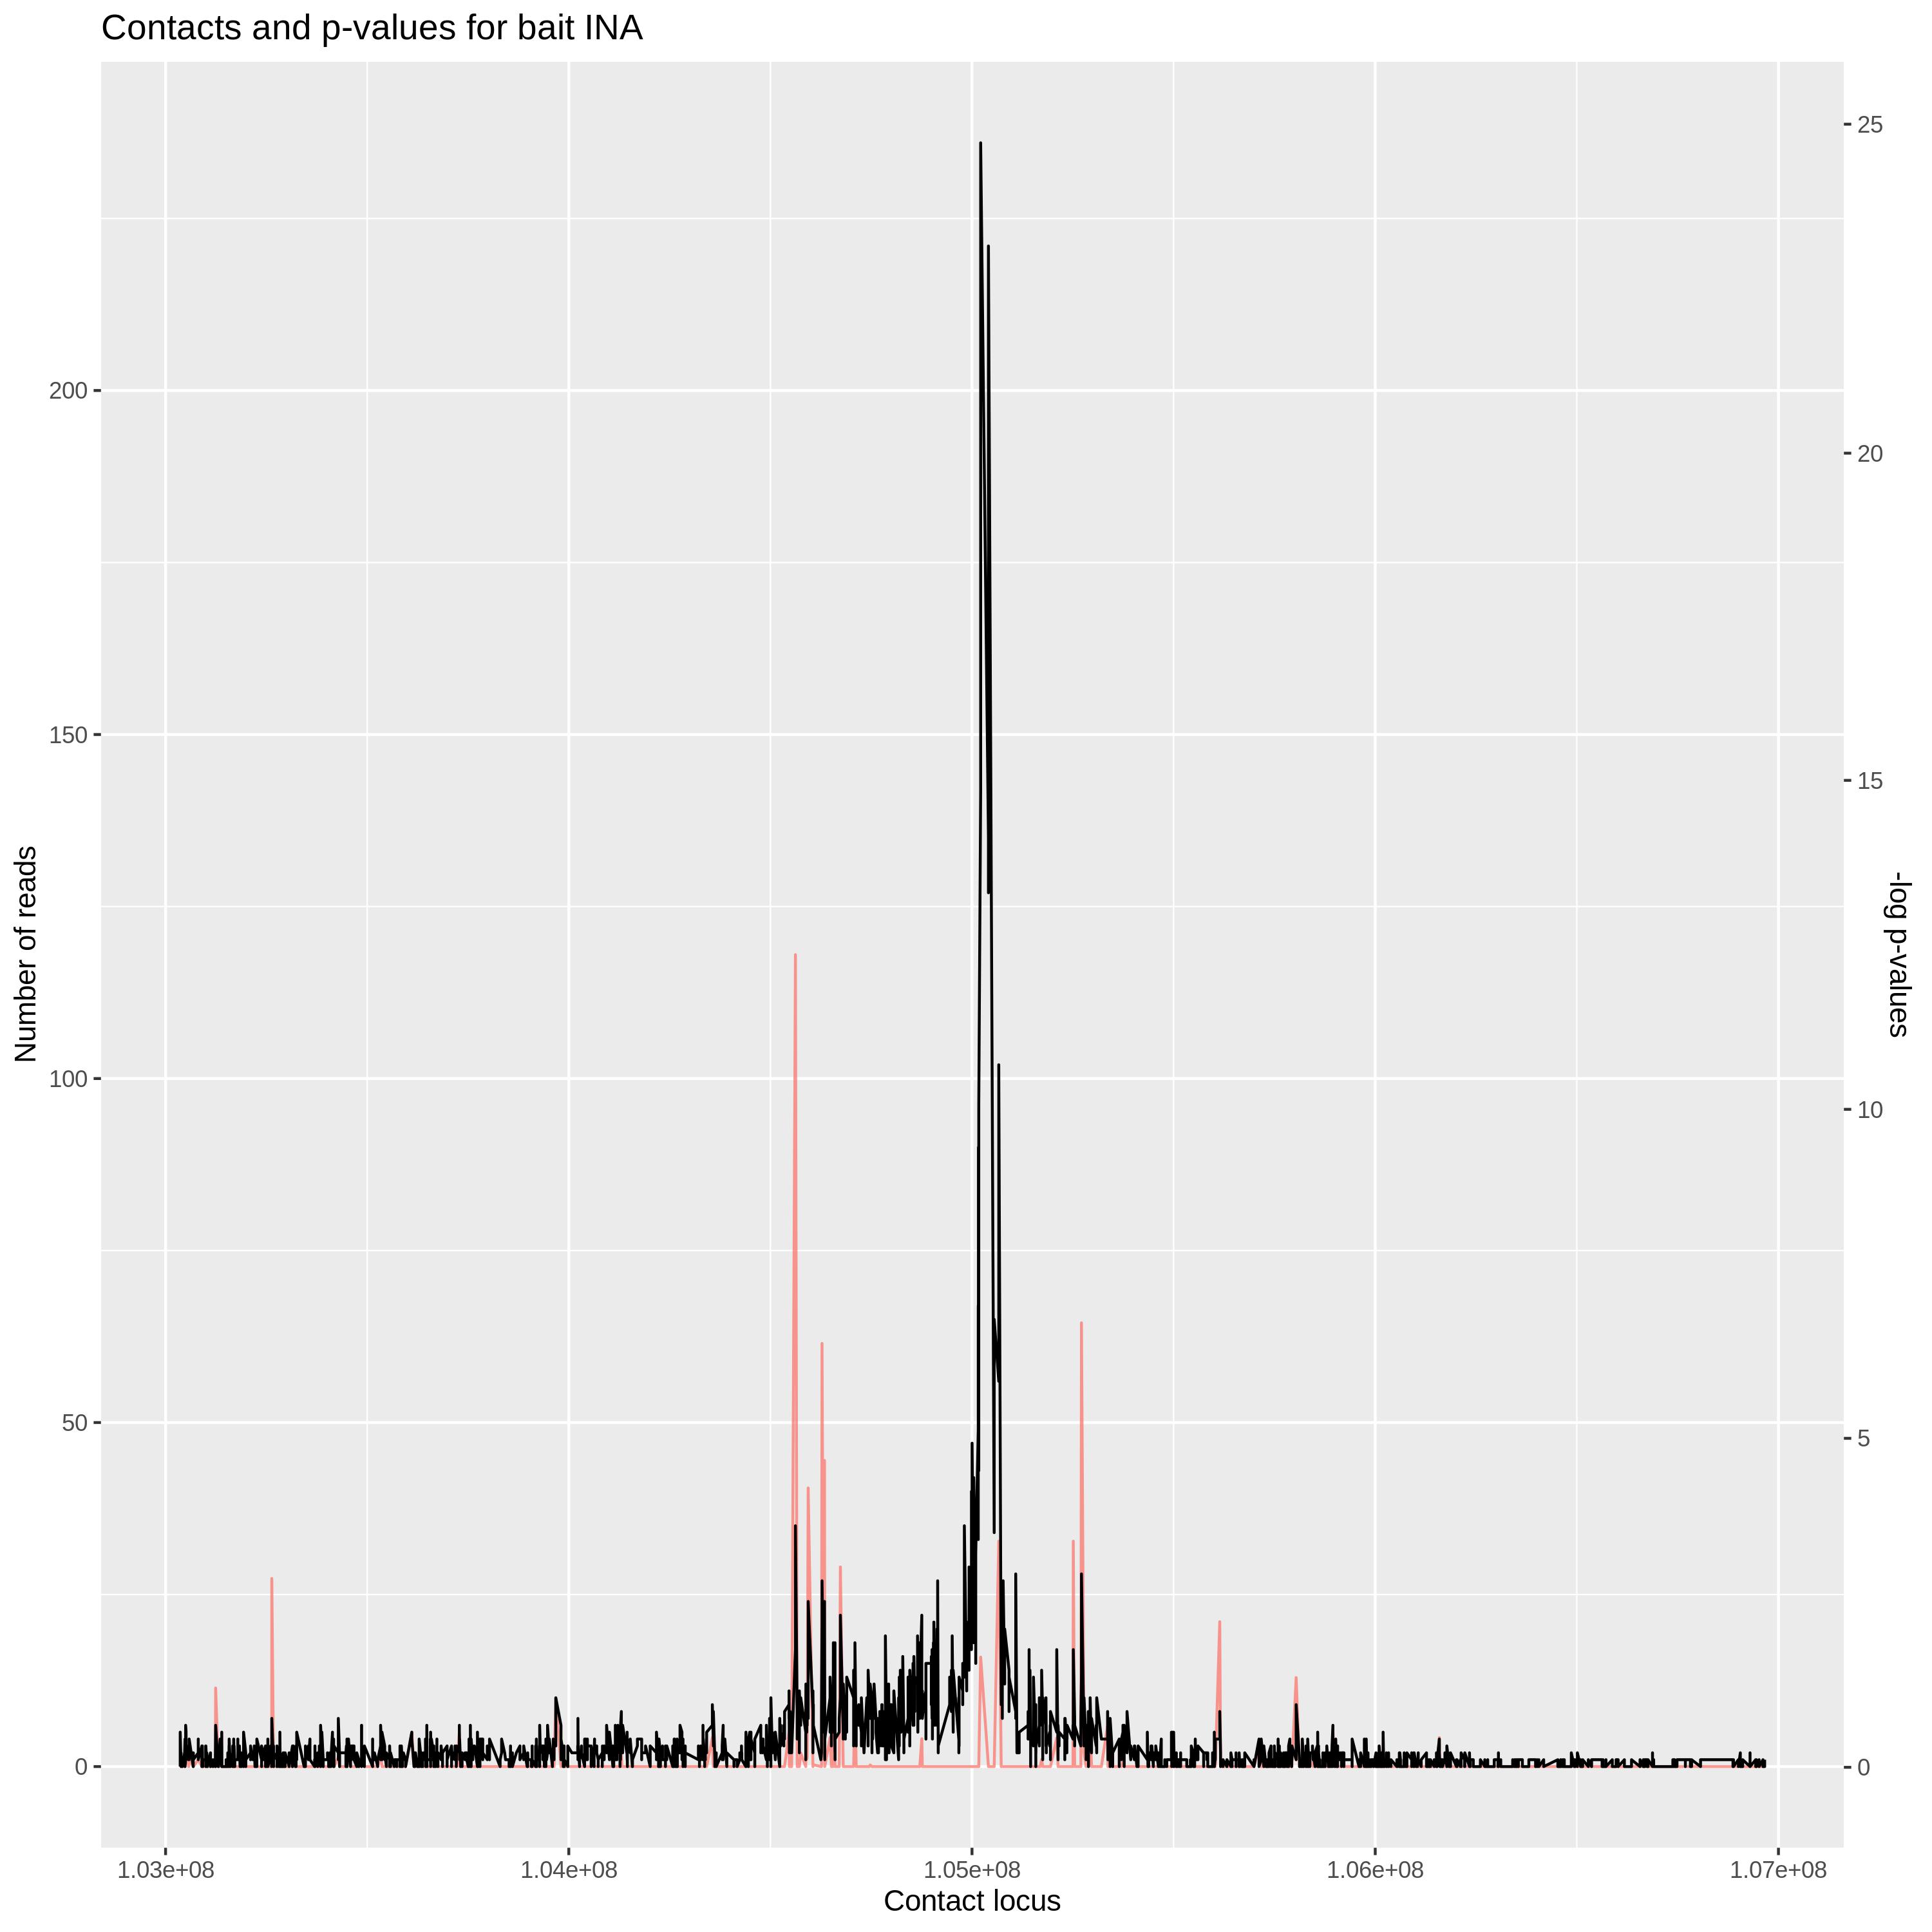 Contacts and p-values for bait INA
Number of reads
200
150
100
50
0
25
20
15
10
5
0
-log p-values
1.03e+08 1.04e+08 1.05e+08 1.06e+08 1.07e+08
Contact locus